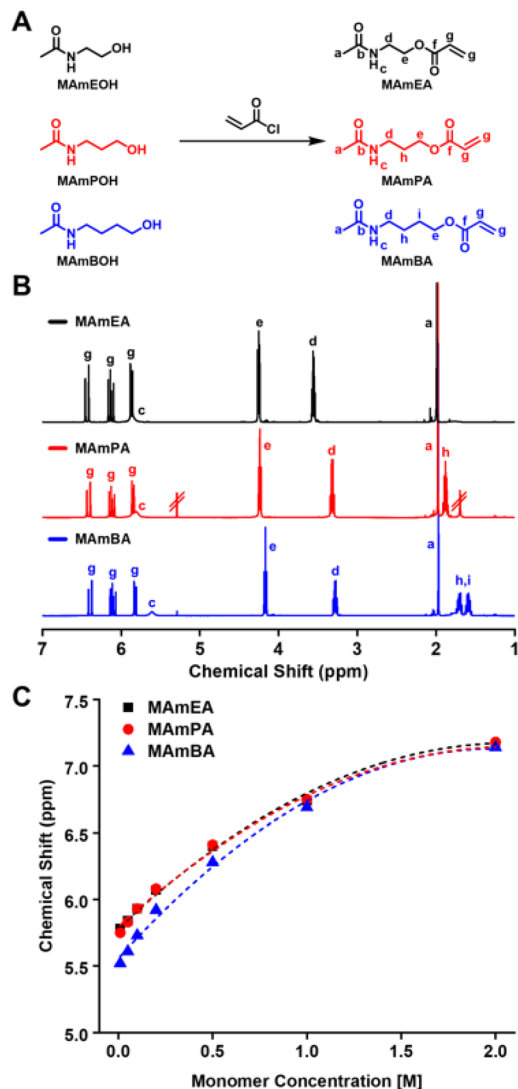 A
O
OH
N
H
MAmEOH
O
N
H
OH
MAmPOH
O
OH
N
H
MAmBOH
O
Cl
O
a
b
N
H
c
d
e
O
f
O
g
g
MAmEA
O
a
b
N
H
c
d
h
e
O
f
O
g
g
MAmPA
O
a
b
N
H
c
d
h
i
e
O
f
O
g
g
MAmBA
B
MAmEA
g
g
g
c
e
d
a
MAmPA
g
g
g
c
e
d
a
h
MAmBA
g
g
g
c
e
d
a
h,i
7 6 5 4 3 2 1
Chemical Shift (ppm)
C
MAmEA
MAmPA
MAmBA
7.5
7.0
6.5
6.0
5.5
5.0
Chemical Shift (ppm)
0.0 0.5 1.0 1.5 2.0
Monomer Concentration [M]